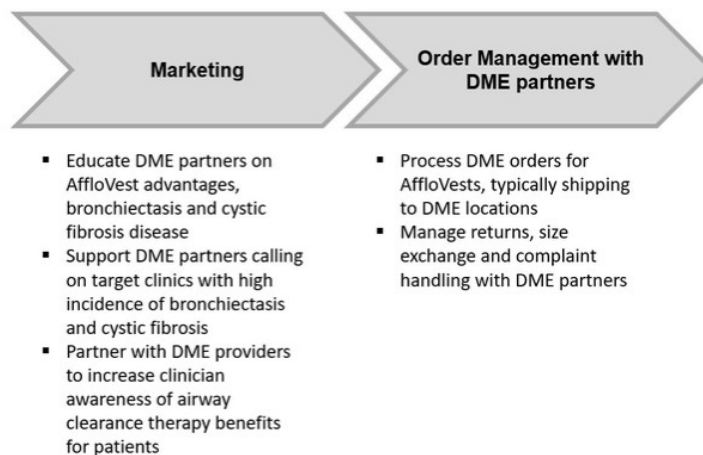 Marketing
Order Management with
DME partners
▪ Educate DME partners on
AffloVest advantages,
bronchiectasis and cystic
fibrosis disease
▪ Support DME partners calling
on target clinics with high
incidence of bronchiectasis
and cystic fibrosis
▪ Partner with DME providers
to increase clinician
awareness of airway
clearance therapy benefits
for patients
▪ Process DME orders for
AffloVests, typically shipping
to DME locations
▪ Manage returns, size
exchange and complaint
handling with DME partners